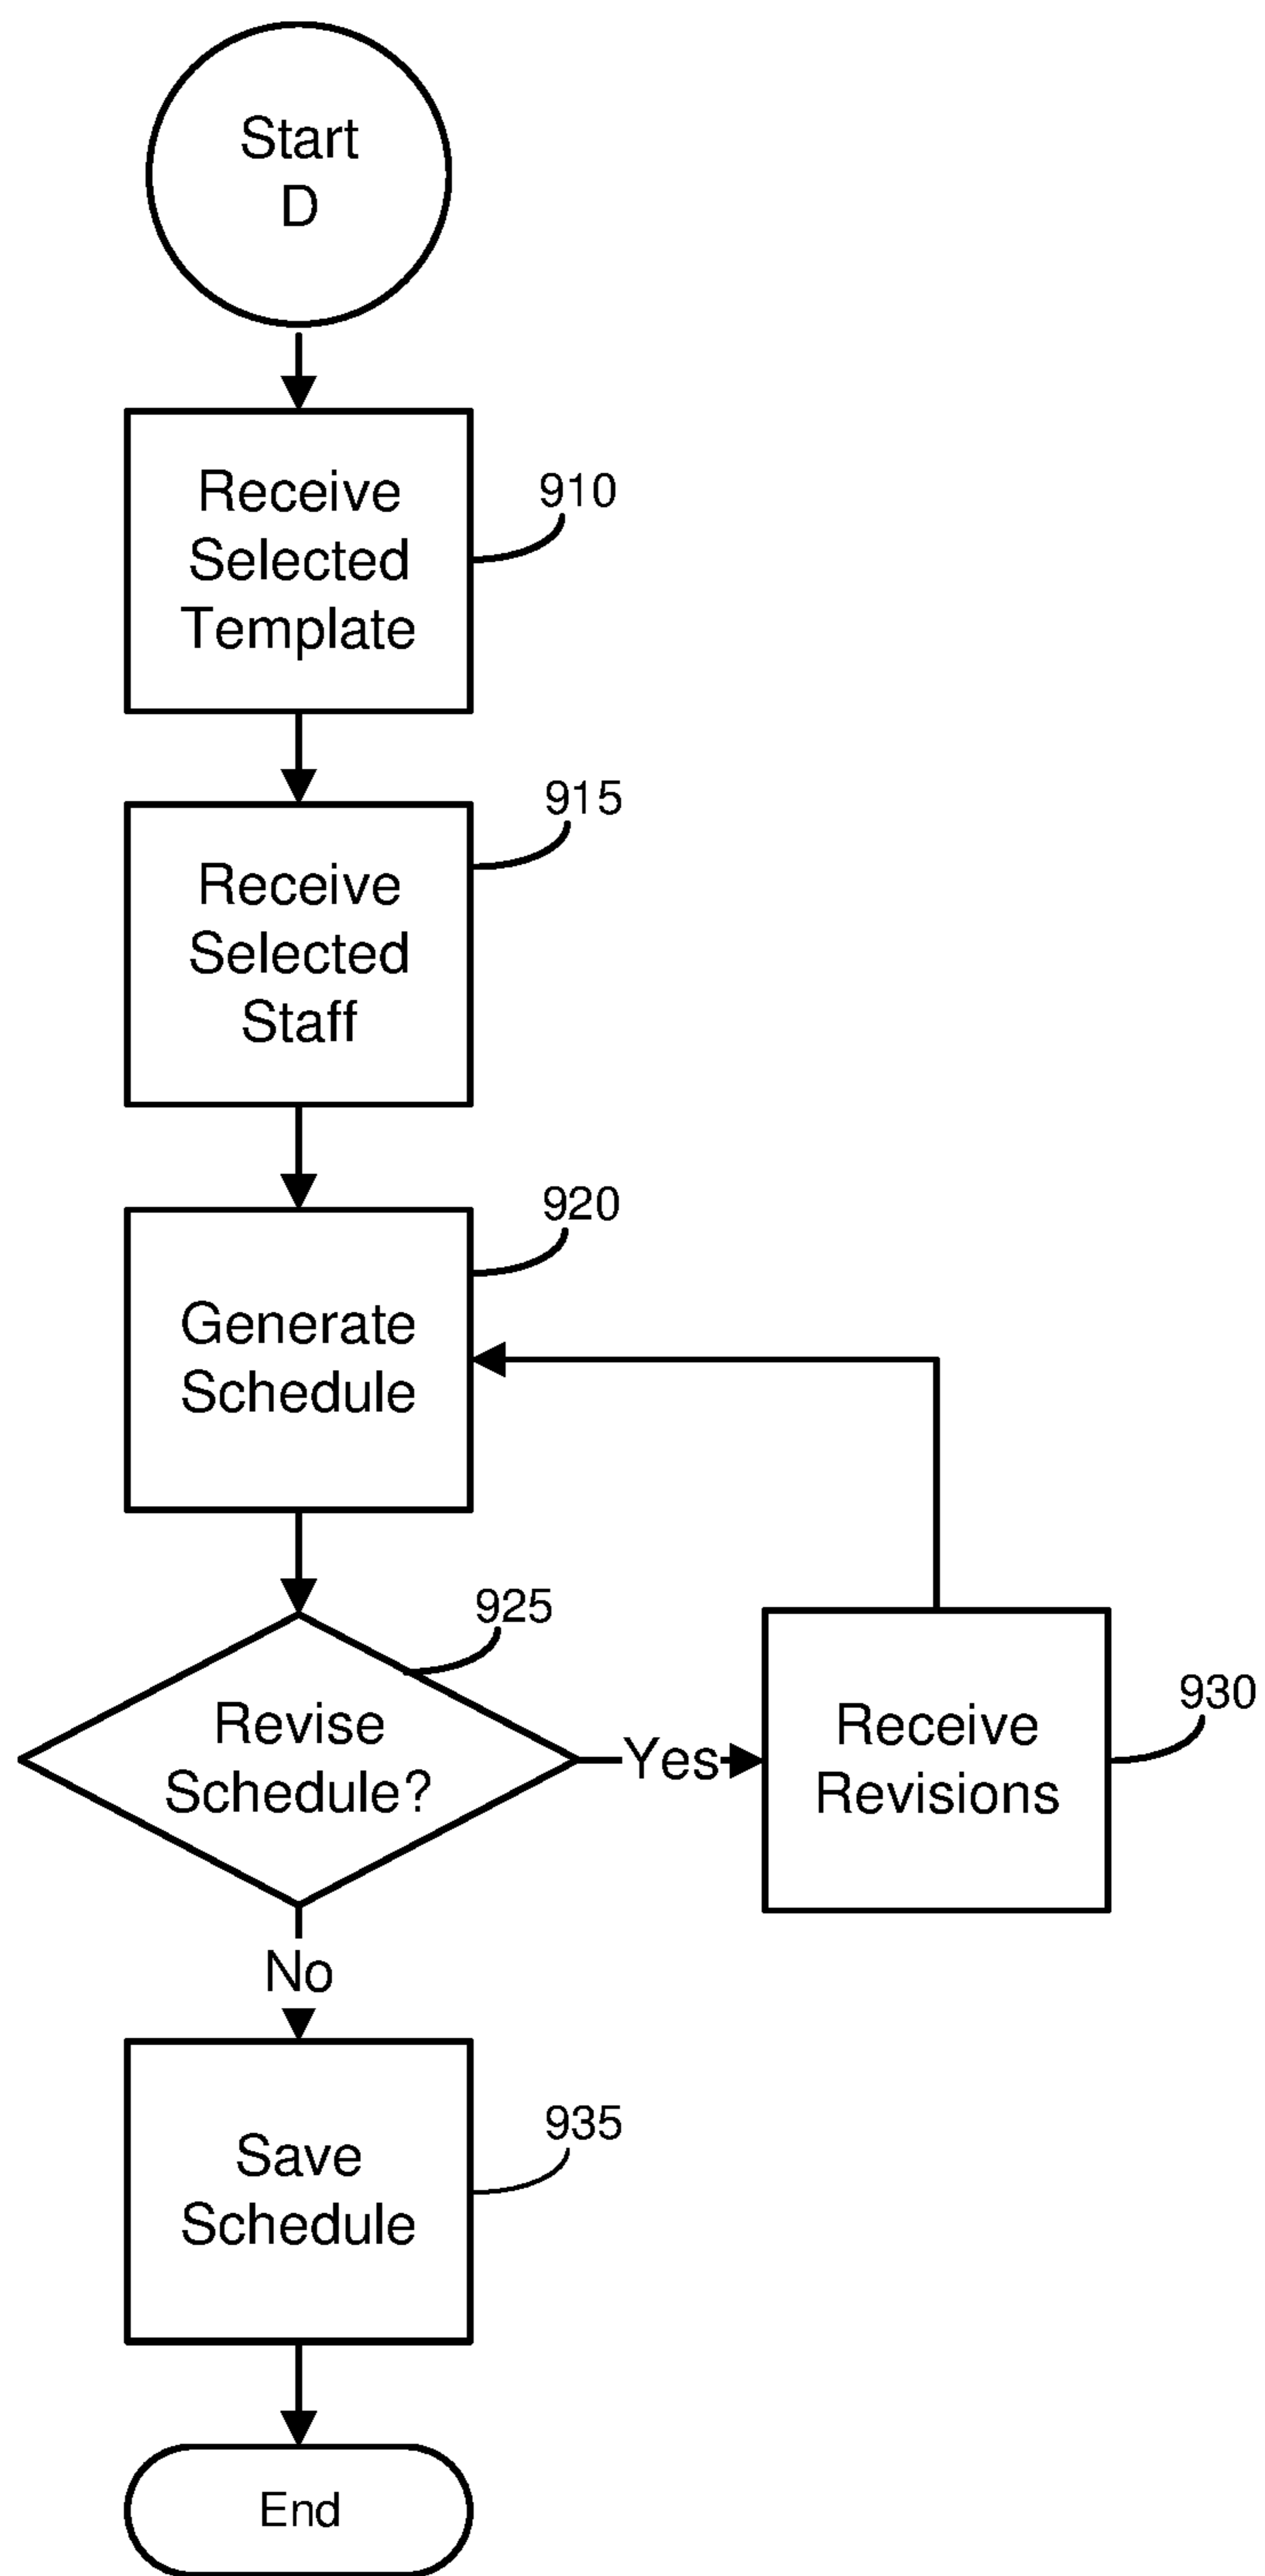 Start
D
910
Receive
Selected
Template
915
Receive
Selected
Staff
920
Generate
Schedule
925
Revise
Schedule?
Yes
930
Receive
Revisions
No
935
Save
Schedule
End